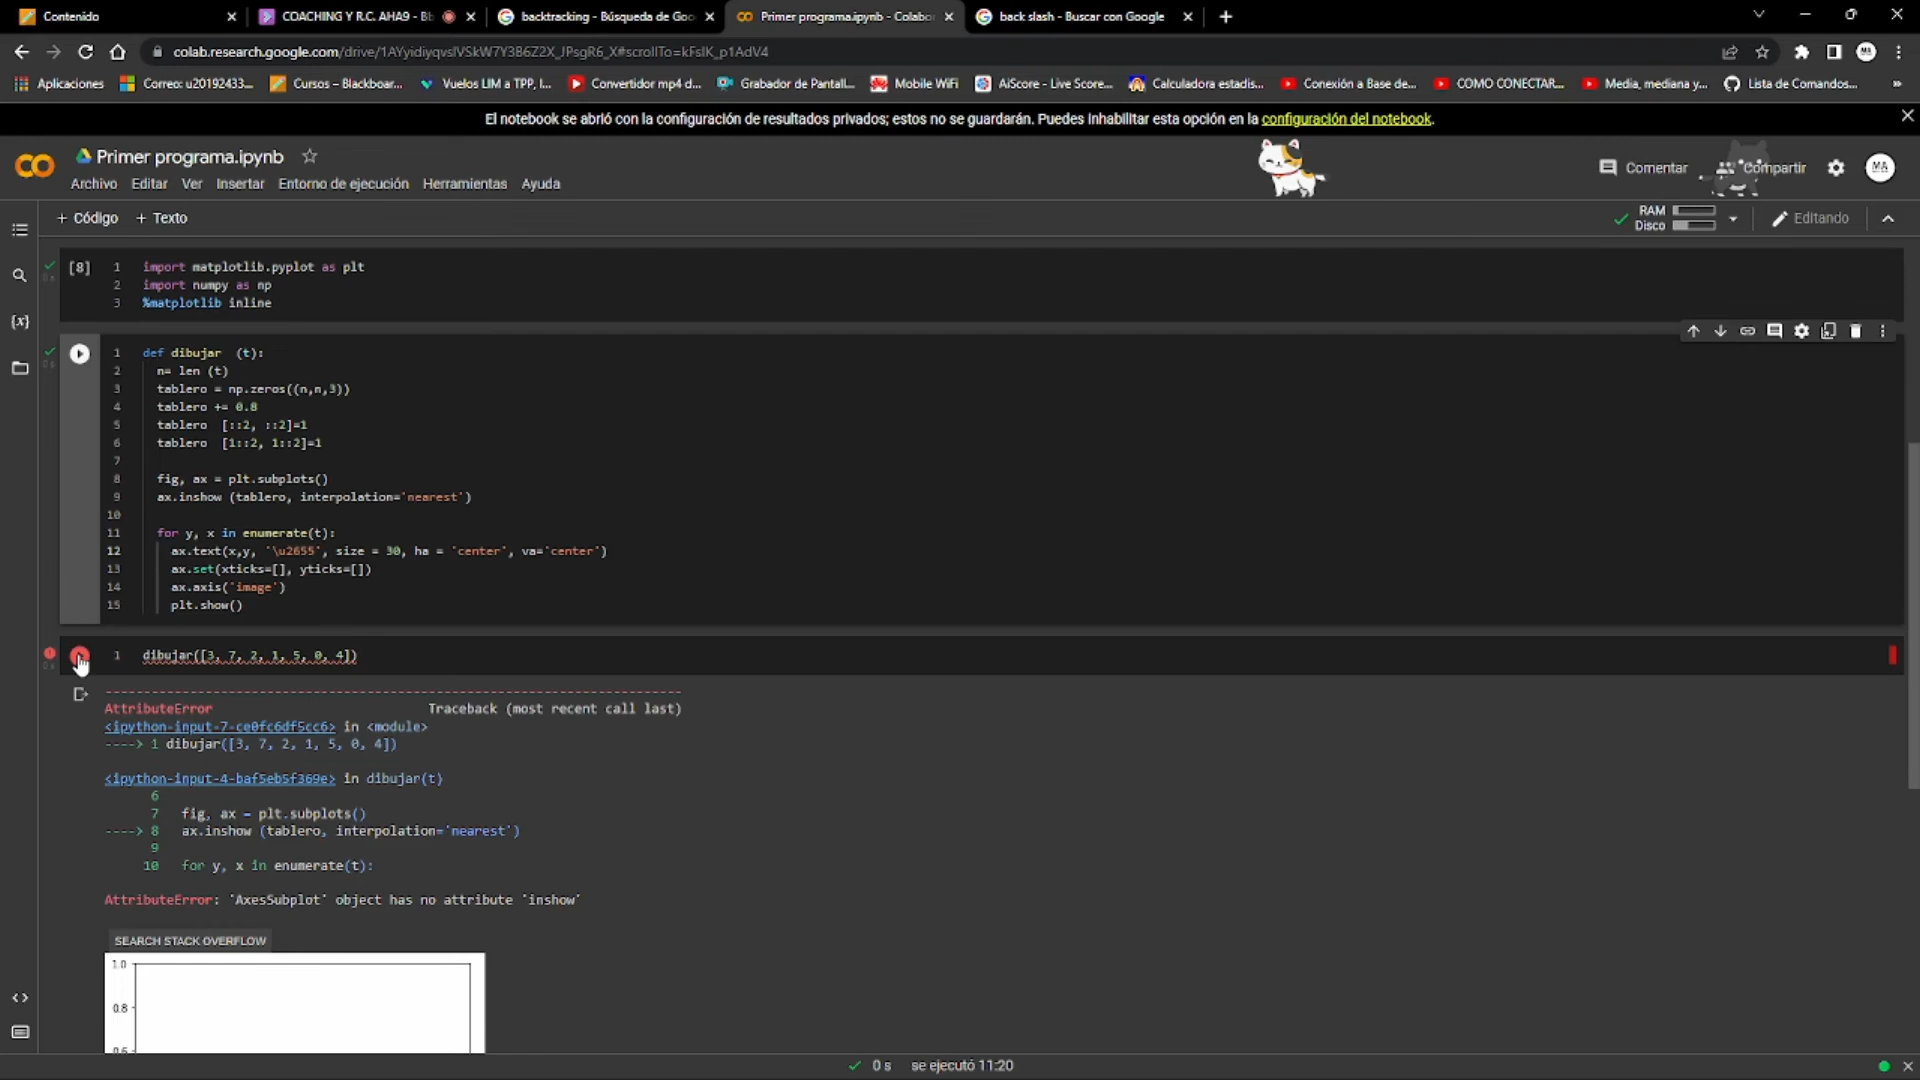 Contenido
COACHING Y R.C. AHA9 - Bb
backtracking - Búsqueda de Goo
Primer programa.ipynb - Colabor
back slash - Buscar con Google
colab.research.google.com/drive/1AYyidiyqvslVSkW7Y3B6Z2X_JPsgR6_X#scrollTo=kFslK_p1AdV4
Aplicaciones
Correo: u20192433...
Cursos – Blackboar...
Vuelos LIM a TPP, l...
Convertidor mp4 d...
Grabador de Pantall...
Mobile WiFi
AiScore - Live Score...
Calculadora estadis...
Conexión a Base de...
COMO CONECTAR...
Media, mediana y...
Lista de Comandos...
»
El notebook se abrió con la configuración de resultados privados; estos no se guardarán. Puedes inhabilitar esta opción en la configuración del notebook.
Primer programa.ipynb
Comentar
Compartir
MA
Archivo Editar Ver Insertar Entorno de ejecución Herramientas Ayuda
+ Código + Texto
RAM
Disco
Editando
[8]
1 import matplotlib.pyplot as plt
2 import numpy as np
3 %matplotlib inline
1 def dibujar (t):
2 n= len (t)
3 tablero = np.zeros((n,n,3))
4 tablero += 0.8
5 tablero [::2, ::2]=1
6 tablero [1::2, 1::2]=1
7
8 fig, ax = plt.subplots()
9 ax.inshow (tablero, interpolation='nearest')
10
11 for y, x in enumerate(t):
12 ax.text(x,y, '\u2655', size = 30, ha = 'center', va='center')
13 ax.set(xticks=[], yticks=[])
14 ax.axis('image')
15 plt.show()
1 dibujar([3, 7, 2, 1, 5, 0, 4])
---------------------------------------------------------------------------
AttributeError Traceback (most recent call last)
<ipython-input-7-ce0fc6df5cc6> in <module>
----> 1 dibujar([3, 7, 2, 1, 5, 0, 4])
<ipython-input-4-baf5eb5f369e> in dibujar(t)
6
7 fig, ax = plt.subplots()
----> 8 ax.inshow (tablero, interpolation='nearest')
9
10 for y, x in enumerate(t):
AttributeError: 'AxesSubplot' object has no attribute 'inshow'
SEARCH STACK OVERFLOW
1.0
0.8
0.6
0 s se ejecutó 11:20